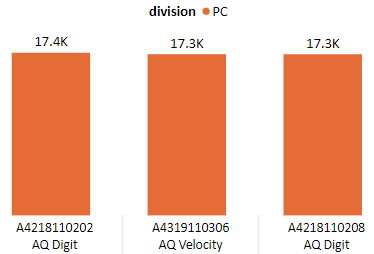 division PC
17.4K 17.3K 17.3K
A4218110202 A4319110306 A4218110208
AQ Digit AQ Velocity AQ Digit